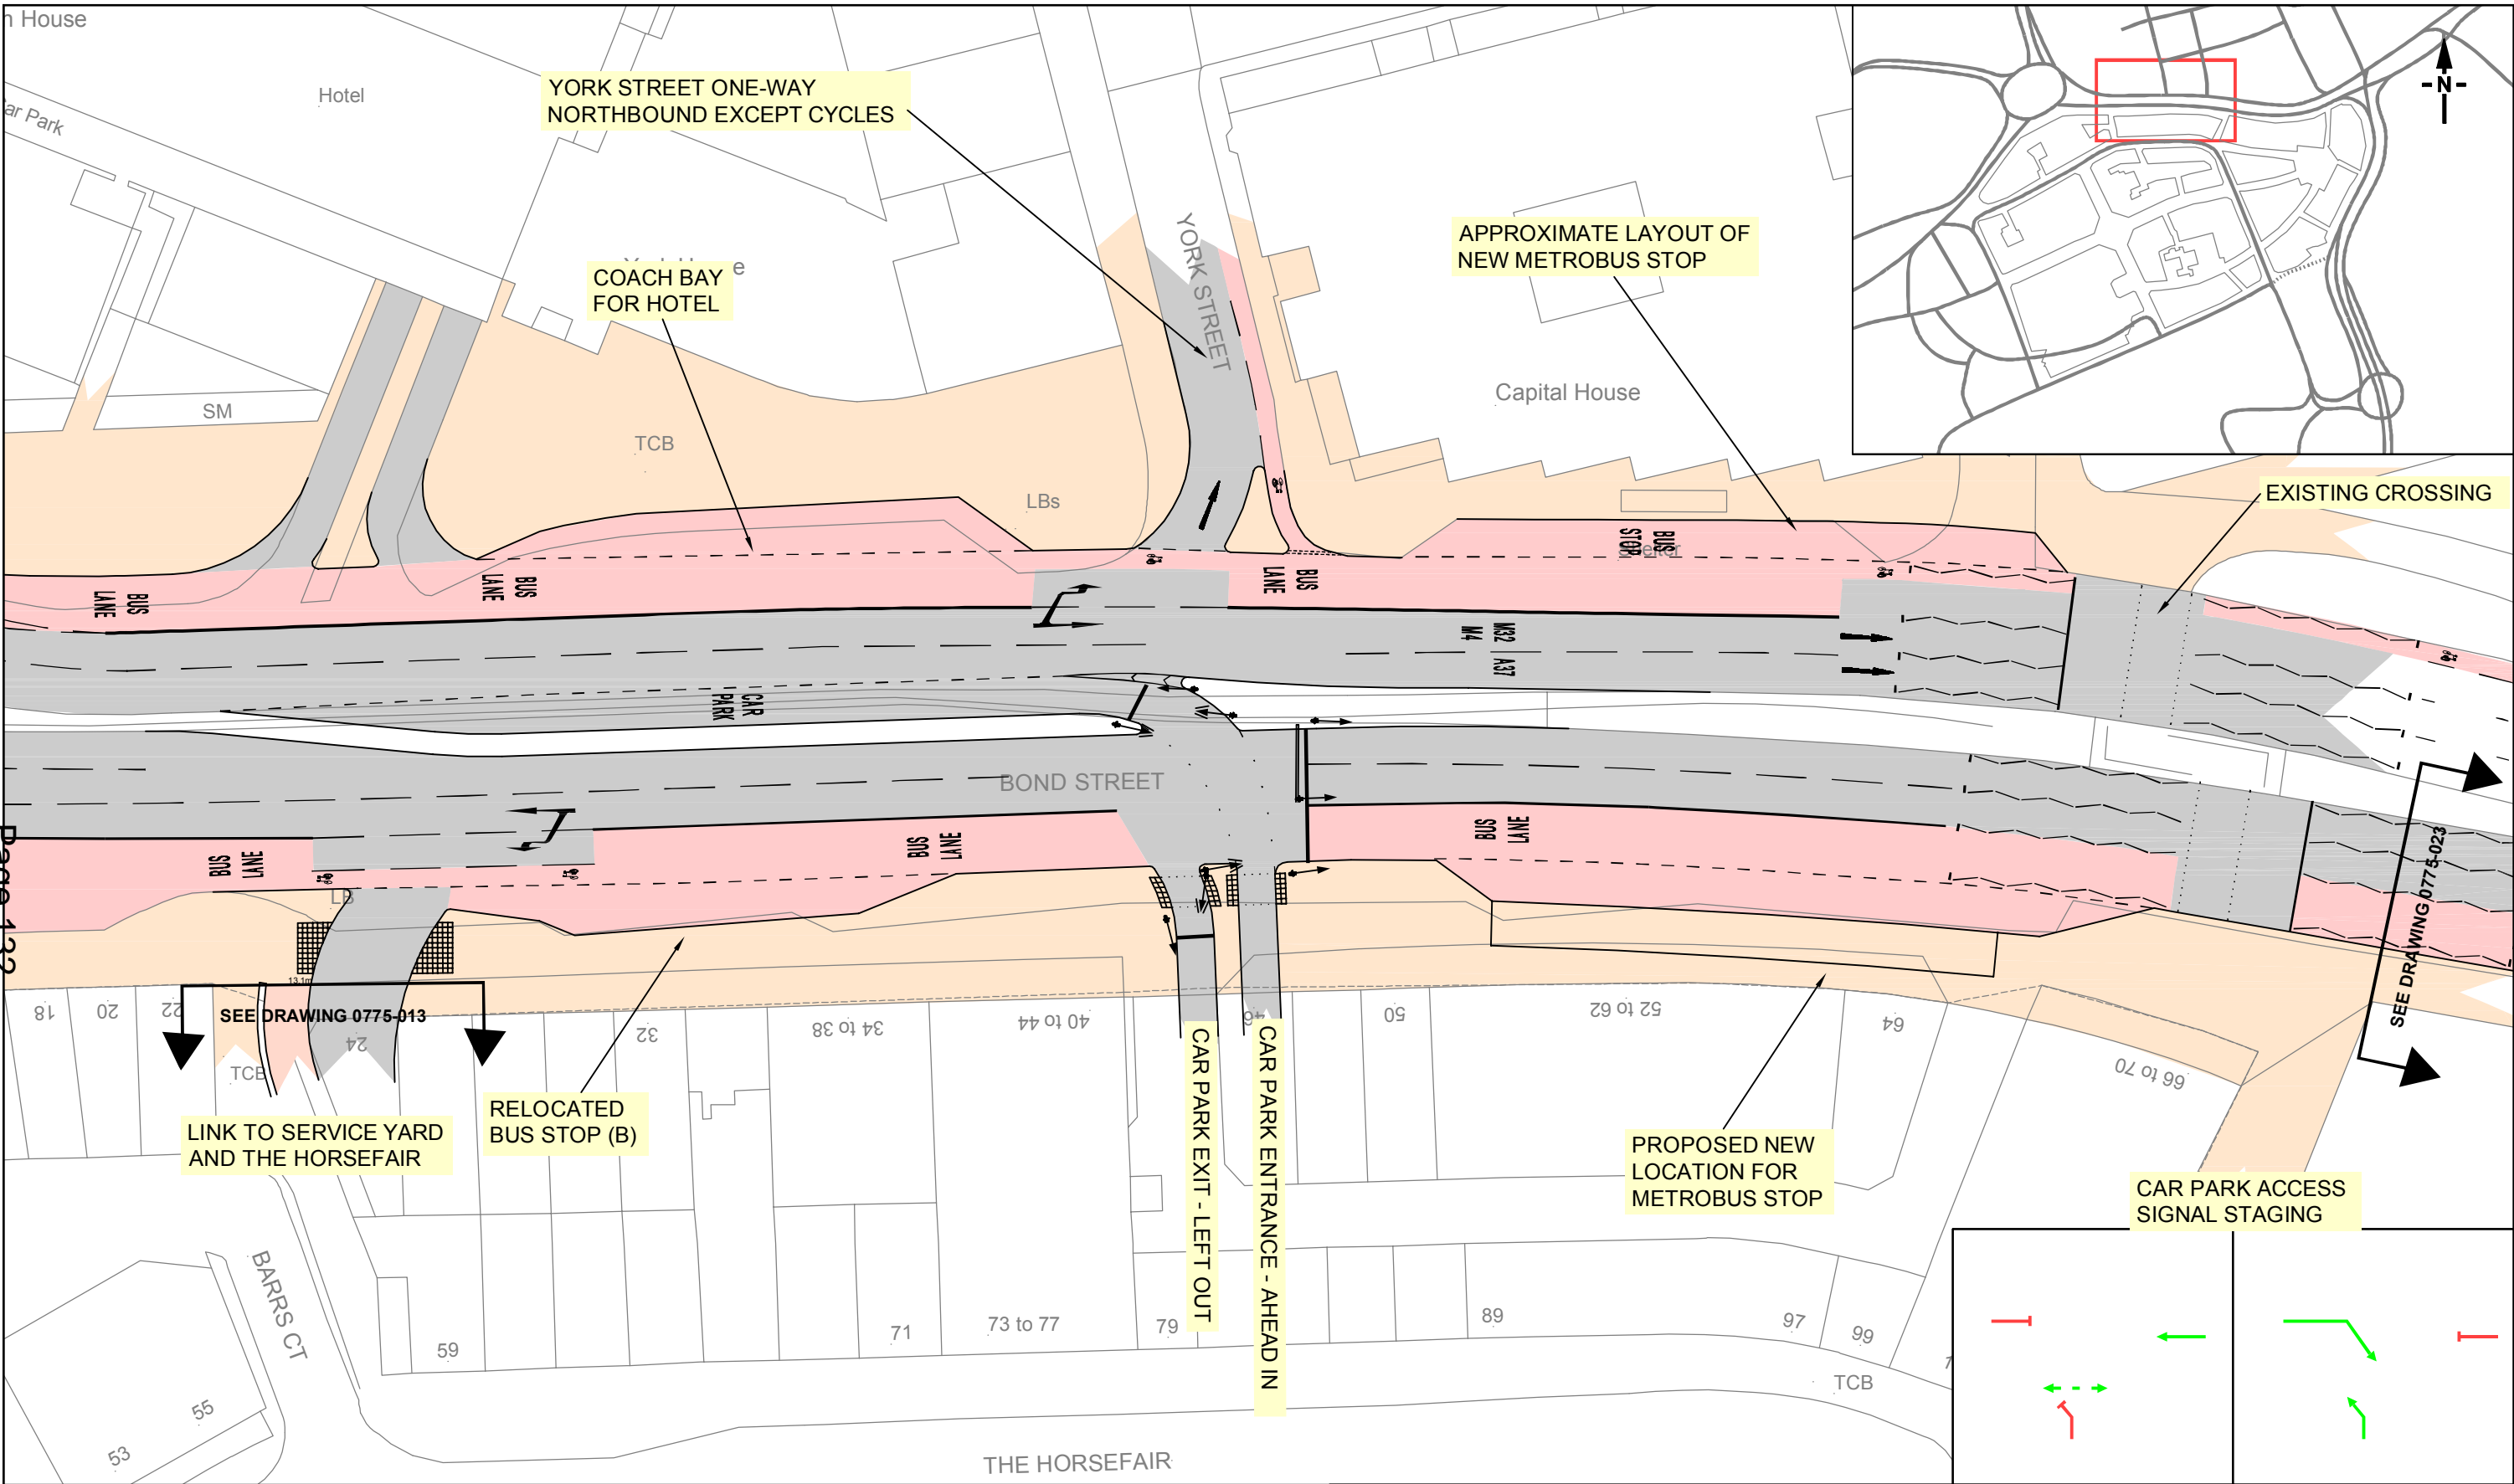 n House
Hotel
ar Park
YORK STREET ONE-WAY
NORTHBOUND EXCEPT CYCLES
-N-
COACH BAY
FOR HOTEL
YORK STREET
APPROXIMATE LAYOUT OF
NEW METROBUS STOP
SM
TCB
Capital House
LBs
EXISTING CROSSING
BUS
STOP
BUS
LANE
BUS
LANE
BUS
LANE
M32 A37
M4
CAR
PARK
BOND STREET
BUS
LANE
BUS
LANE
BUS
LANE
LB
13.1m
SEE DRAWING 0775-013
SEE DRAWING 0775-023
Page 132
18
20
22
24
32
34 to 38
40 to 44
46
50
52 to 62
64
66 to 70
TCB
LINK TO SERVICE YARD
AND THE HORSEFAIR
RELOCATED
BUS STOP (B)
CAR PARK EXIT - LEFT OUT
CAR PARK ENTRANCE - AHEAD IN
PROPOSED NEW
LOCATION FOR
METROBUS STOP
CAR PARK ACCESS
SIGNAL STAGING
BARRS CT
53
55
59
71
73 to 77
79
89
97
99
TCB
THE HORSEFAIR